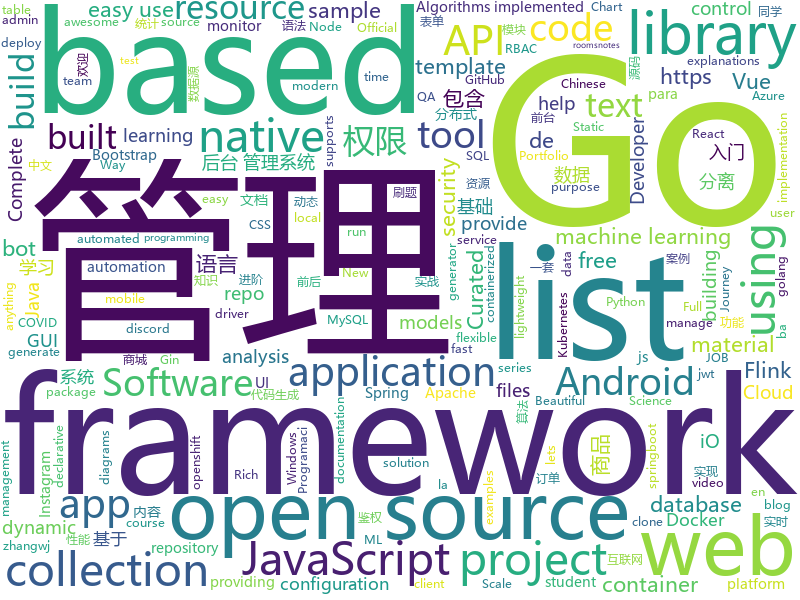 table
admin
awesome
统计
source
Node
Official
模块
Algorithms implemented
表单
Chart
同学
deploy
欢迎
easy use
resource
sample
语法
RBAC
roomsnotes
team
数据源
monitor
API
code
control
源码
explanations
test
modern
time
template
GitHub
Chinese
https
Vue
Azure
build
based
Go
library
supports
包含
QA
help
分布式
para
implementation
built
learning
native
权限
tool
text
前台
Static
React
Way
Complete
Bootstrap
后台
管理系统
de
SQL
Portfolio
Developer
入门
中文
CSS
文档
security
资源
purpose
数据
分离
user
bot
automated
programming
动态
local
刷题
基础
provide
machine learning
学习
automation
语言
easy
run
service
generator
containerized
free
using
building
Journey
golang
anything
Java
知识
进阶
实战
New
Curated
list
一套
data
案例
mobile
repo
前后
lightweight
Kubernetes
Python
Full
功能
COVID
discord
driver
MySQL
models
flexible
manage
ba
generate
GUI
商城
Gin
analysis
fast
series
material
js
JOB
系统
package
Software
application
files
Android
Flink
jwt
Cloud
UI
代码生成
Spring
Apache
Beautiful
Science
管理
framework
management
diagrams
declarative
Instagram
app
open source
算法
商品
springboot
iO
web
实现
video
openshift
Rich
Windows
Programaci
documentation
solution
examples
lets
订单
database
blog
dynamic
内容
course
la
en
实时
zhangwj
性能
ML
基于
repository
鉴权
project
Docker
clone
collection
JavaScript
互联网
platform
providing
configuration
client
Scale
student
container